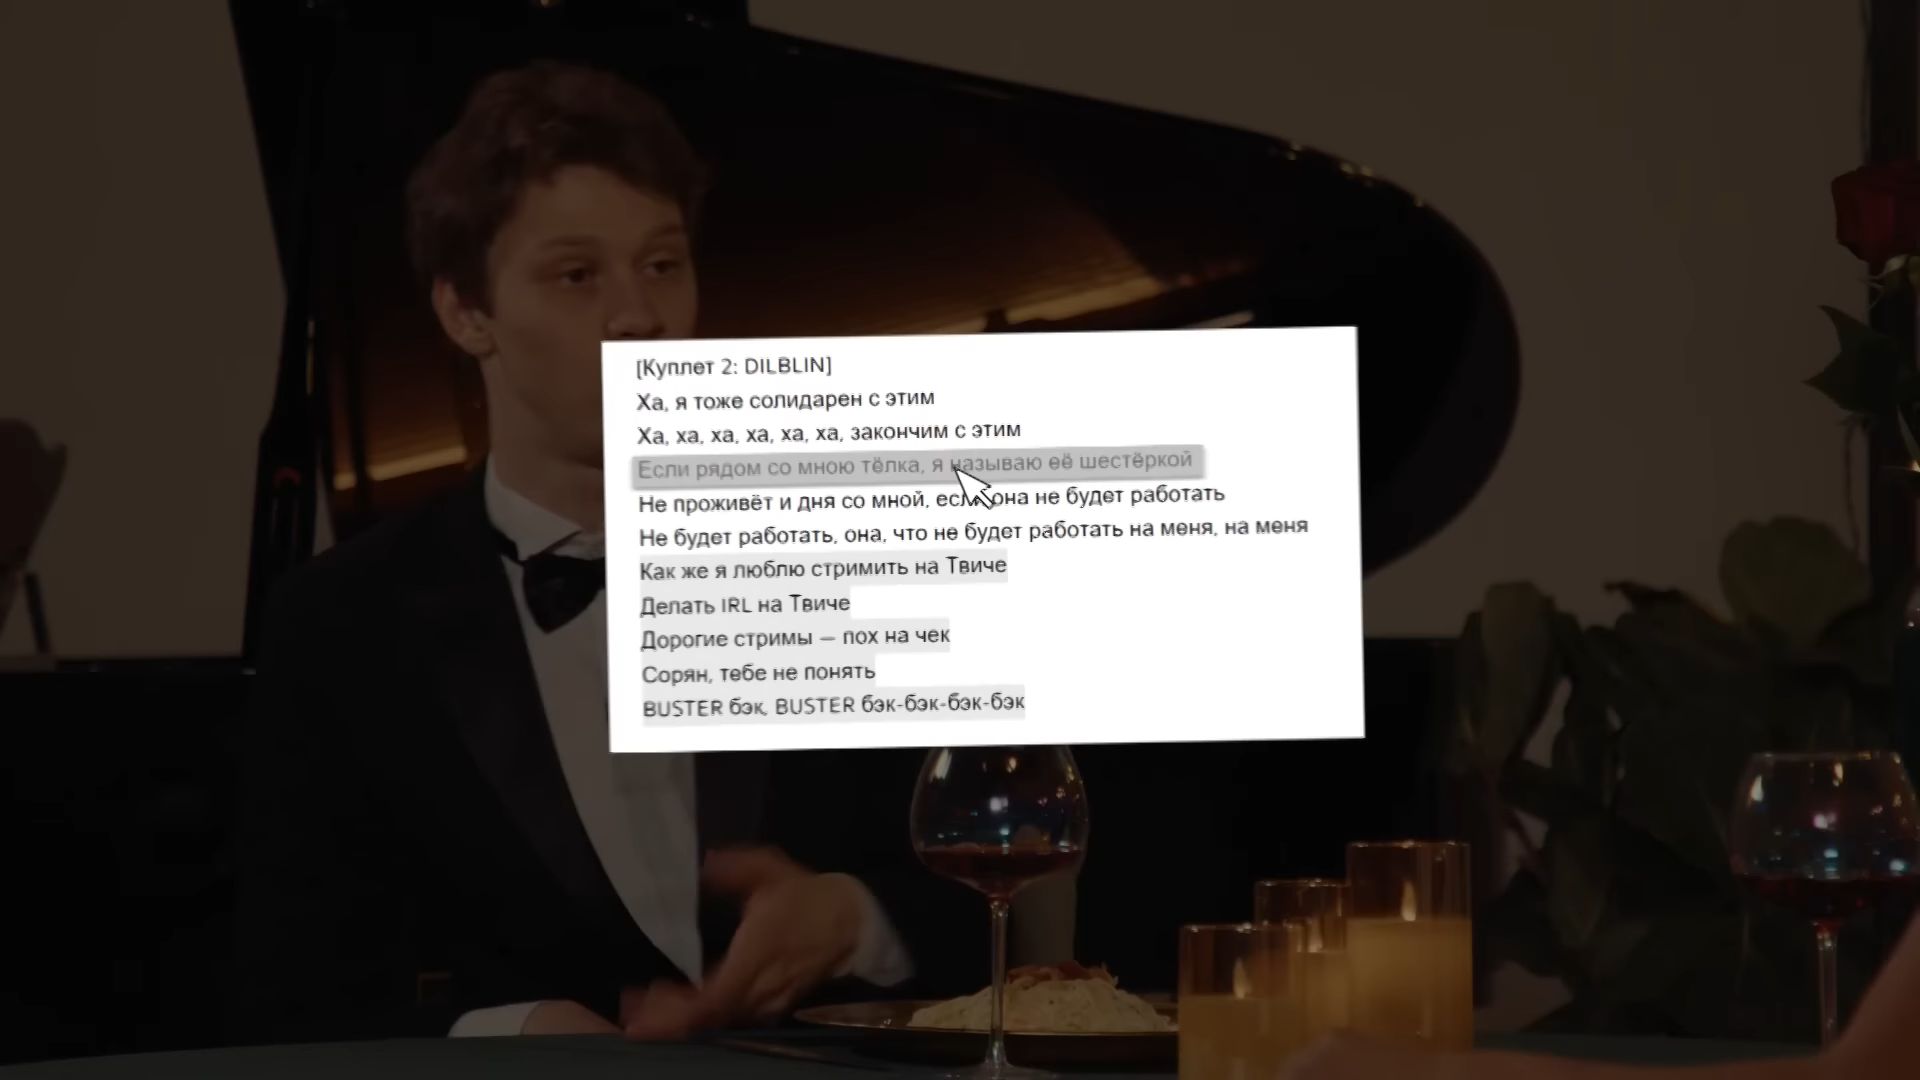 [Куплет 2: DILBLIN]
Ха, я тоже солидарен с этим
Ха, ха, ха, ха, ха, ха, закончим с этим
Если рядом со мною тёлка, я называю её шестёркой
Не проживёт и дня со мной, если она не будет работать
Не будет работать, она, что не будет работать на меня, на меня
Как же я люблю стримить на Твиче
Делать IRL на Твиче
Дорогие стримы — пох на чек
Сорян, тебе не понять
BUSTER бэк, BUSTER бэк-бэк-бэк-бэк